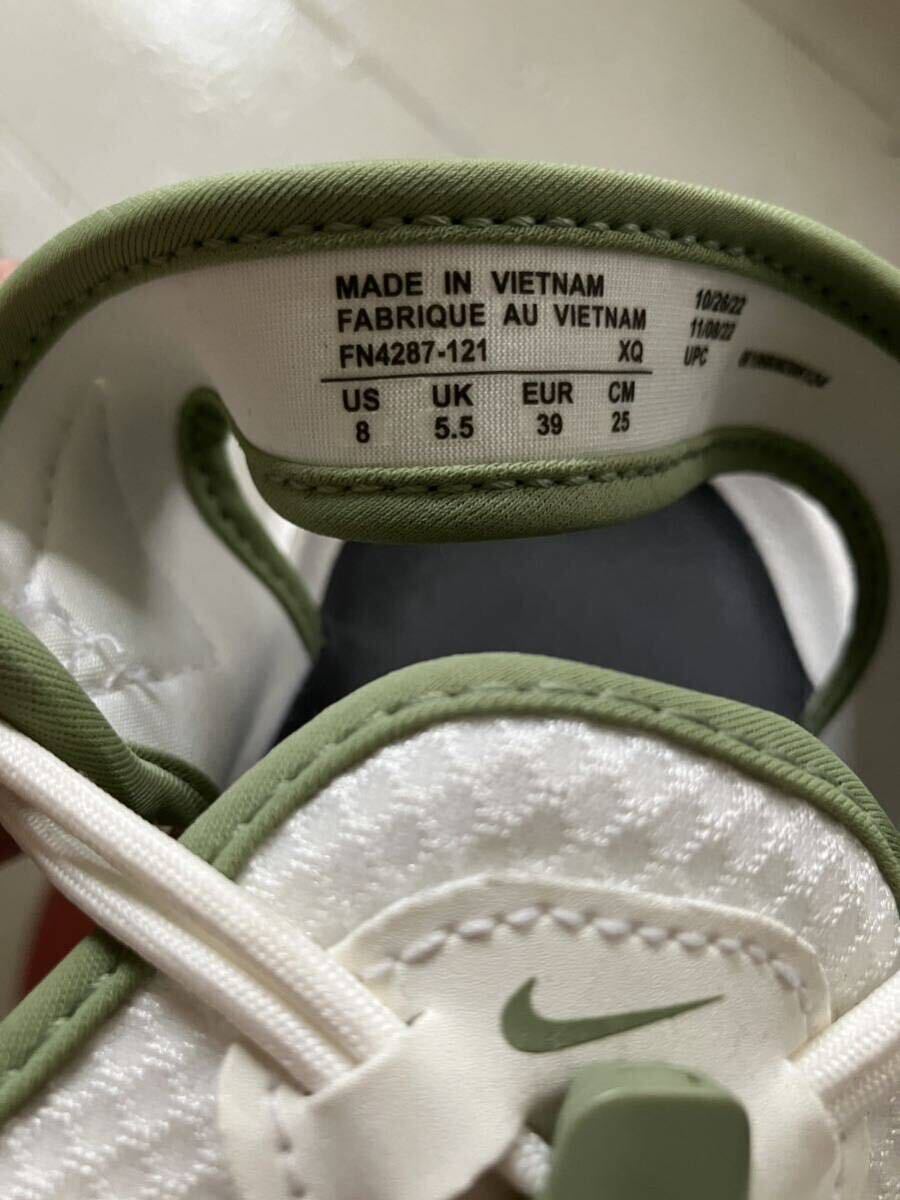 MADE IN VIETNAM
FABRIQUE AU VIETNAM
FN4287-121 XQ
US UK EUR CM
8 5.5 39 25
10/26/22
11/08/22
UPC